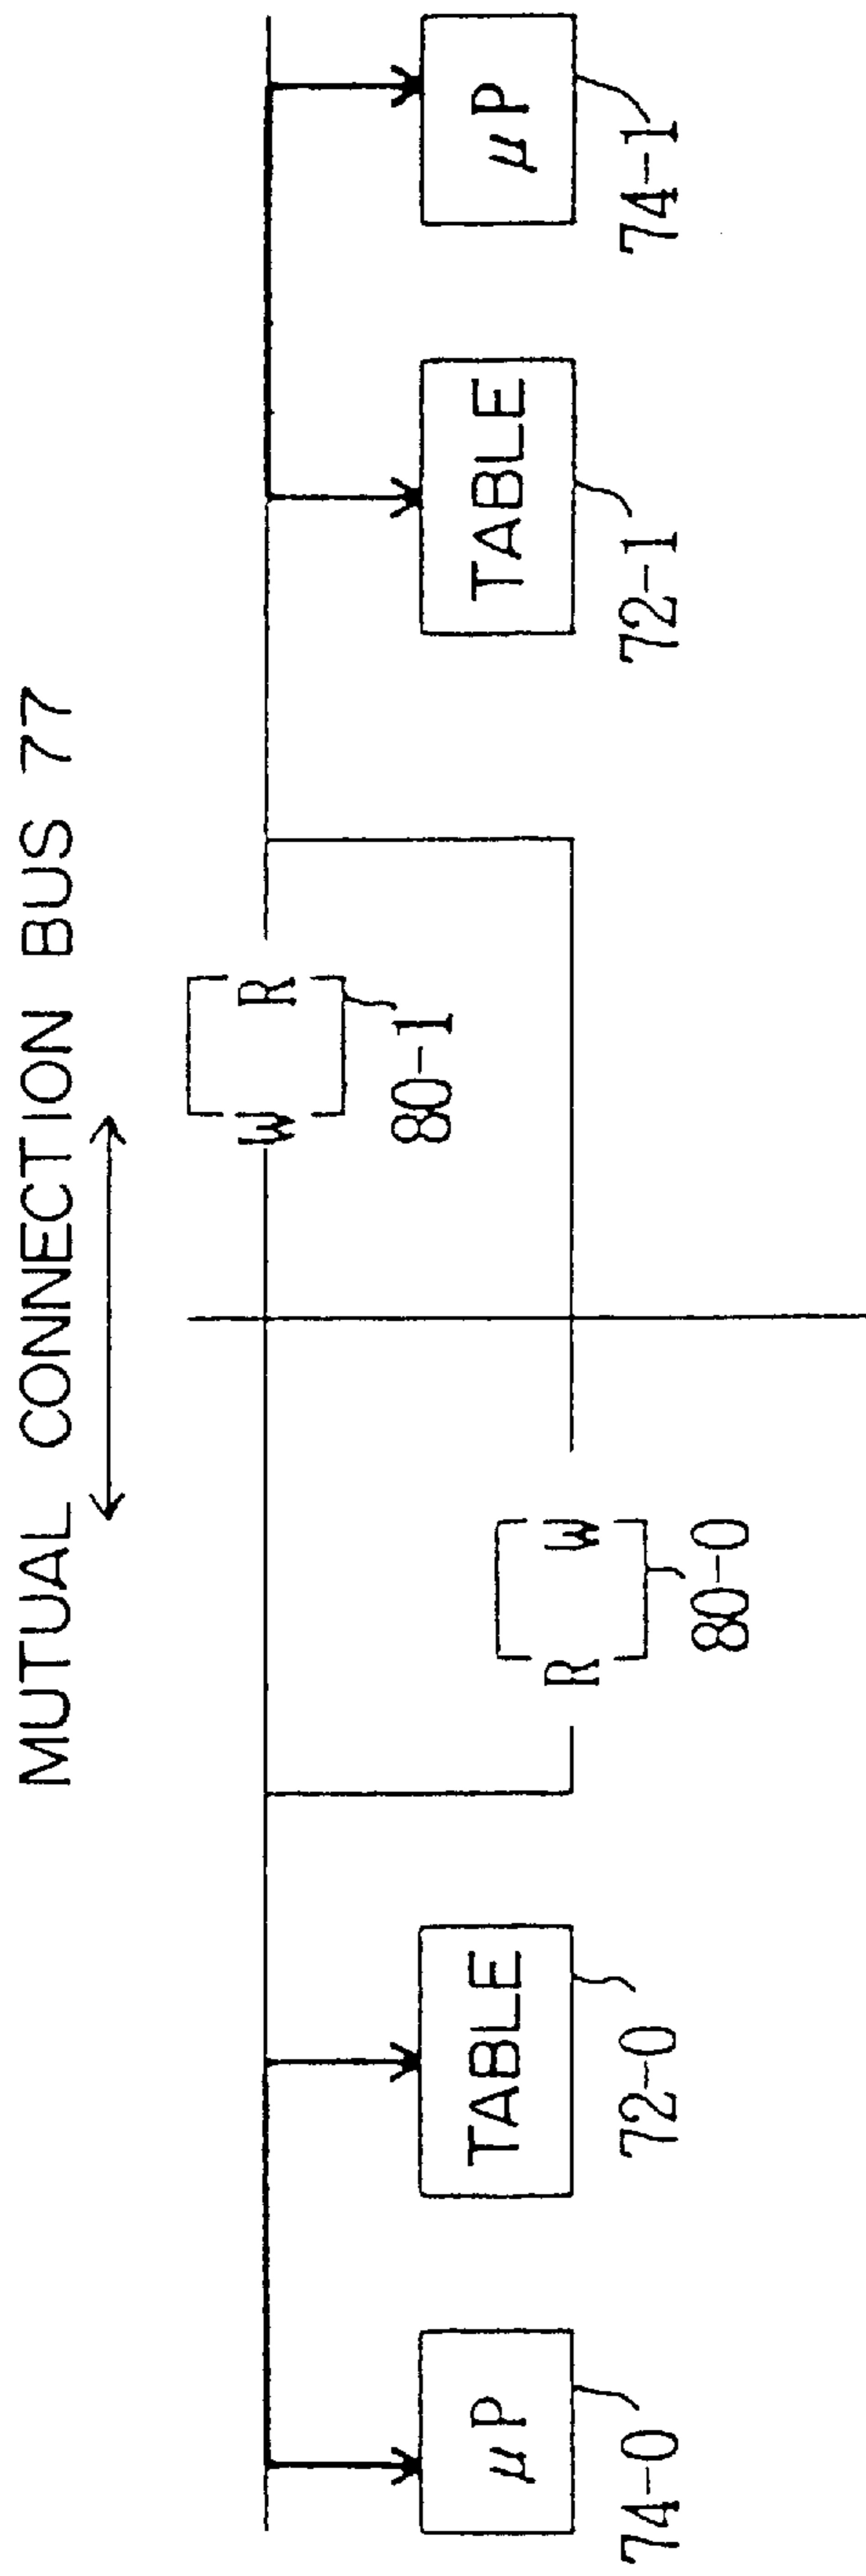 MUTUAL CONNECTION BUS 77
W R
80-1
R W
80-0
μP
74-0
TABLE
72-0
TABLE
72-1
μP
74-1